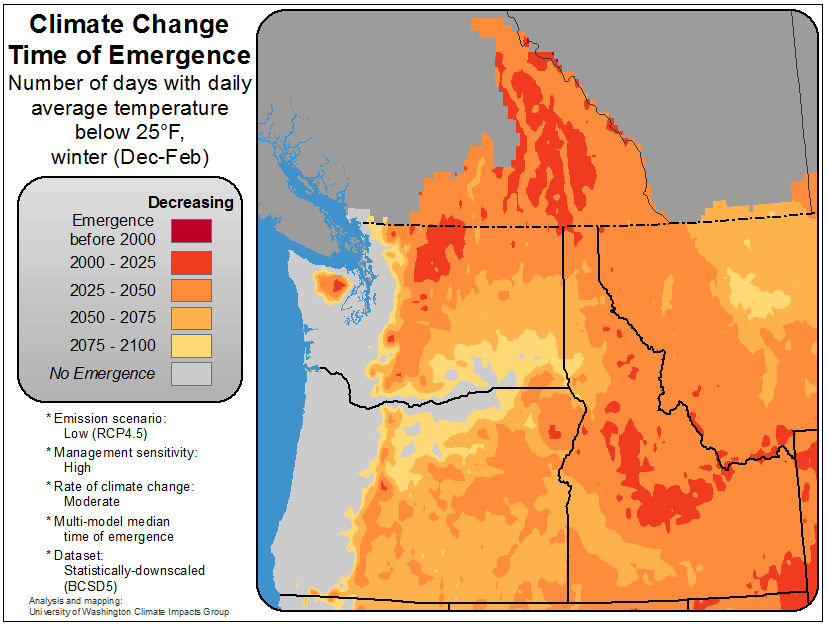 Climate Change
Time of Emergence
Number of days with daily
average temperature
below 25°F,
winter (Dec-Feb)
Decreasing
Emergence
before 2000
2000 - 2025
2025 - 2050
2050 - 2075
2075 - 2100
No Emergence
* Emission scenario:
Low (RCP4.5)
* Management sensitivity:
High
* Rate of climate change:
Moderate
* Multi-model median
time of emergence
* Dataset:
Statistically-downscaled
(BCSD5)
Analysis and mapping:
University of Washington Climate Impacts Group